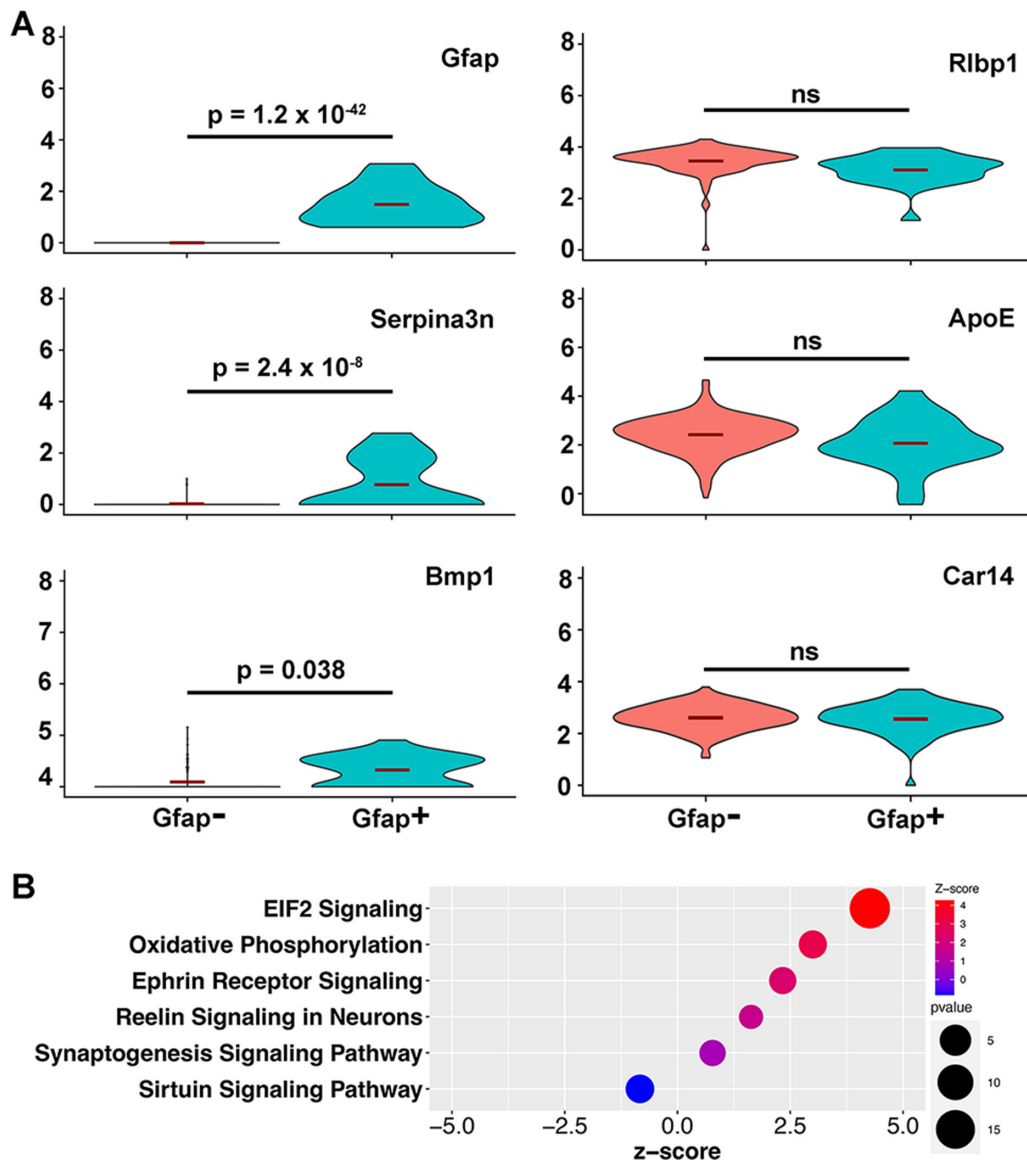 A
Gfap
p = 1.2 x 10-42
8
6
4
2
0
Rlbp1
ns
8
6
4
2
0
Serpina3n
p = 2.4 x 10-8
8
6
4
2
0
ApoE
ns
8
6
4
2
0
Bmp1
p = 0.038
8
7
6
5
4
Gfap- Gfap+
Car14
ns
8
6
4
2
0
Gfap- Gfap+
B
EIF2 Signaling
Oxidative Phosphorylation
Ephrin Receptor Signaling
Reelin Signaling in Neurons
Synaptogenesis Signaling Pathway
Sirtuin Signaling Pathway
−5.0 −2.5 0.0 2.5 5.0
z-score
Z−score
4
3
2
1
0
pvalue
5
10
15